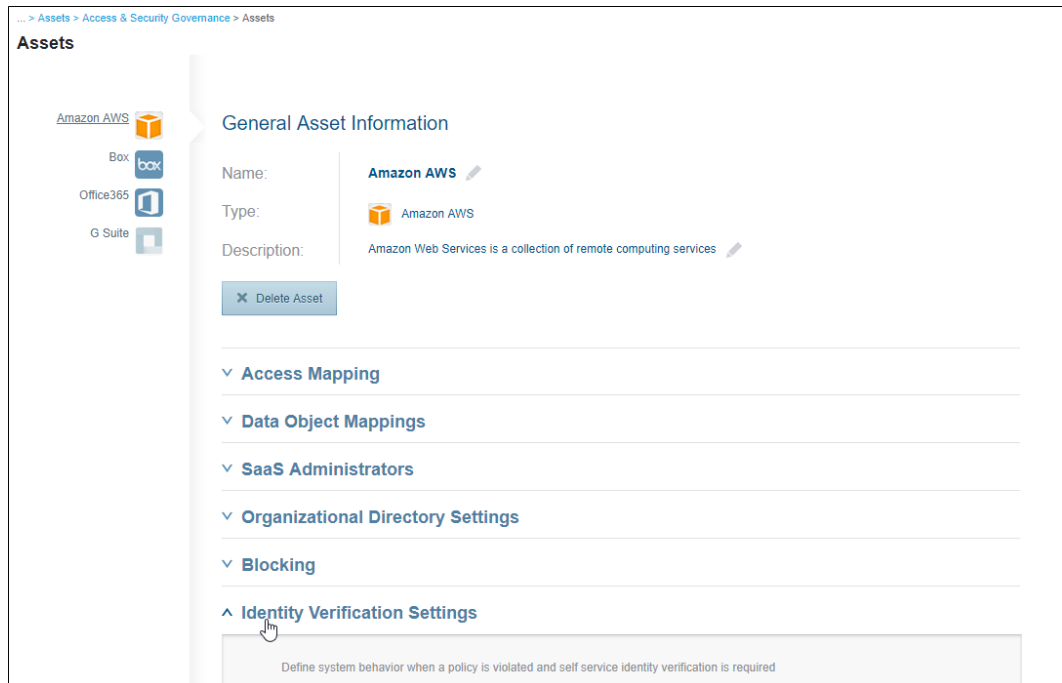 ... > Assets > Access & Security Governance > Assets
Assets
Amazon AWS
Box
box
Office365
G Suite
General Asset Information
Name: Amazon AWS
Type: Amazon AWS
Description: Amazon Web Services is a collection of remote computing services
Delete Asset
Access Mapping
Data Object Mappings
SaaS Administrators
Organizational Directory Settings
Blocking
Identity Verification Settings
Define system behavior when a policy is violated and self service identity verification is required